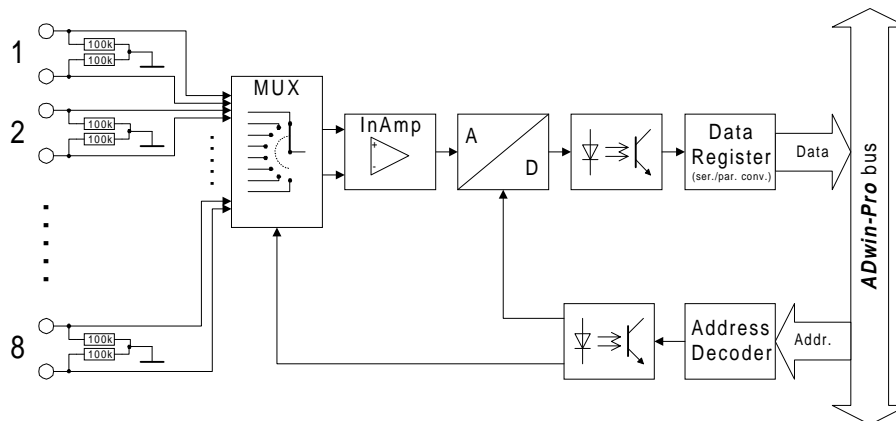 1
100k
100k
2
100k
100k
8
100k
100k
MUX
InAmp
+
-
A
D
Data
Register
(ser./par. conv.)
Data
Address
Decoder
Addr.
ADwin-Pro bus